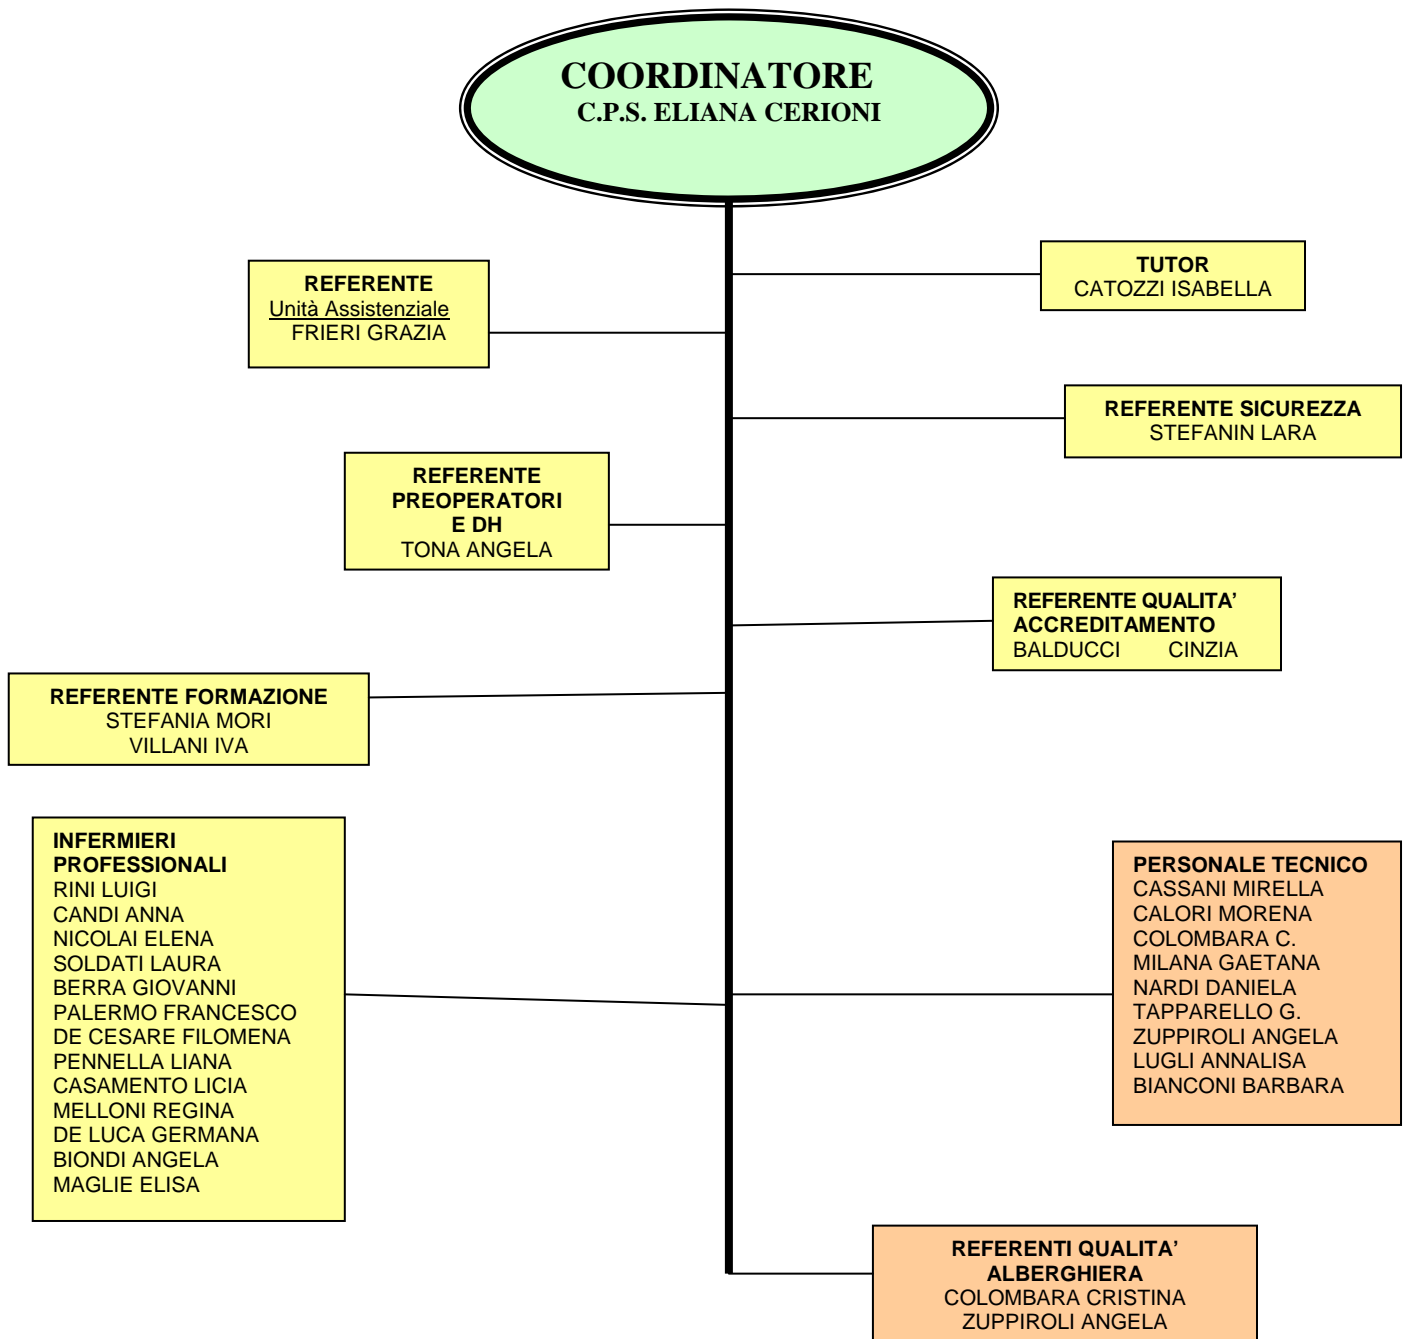 COORDINATORE
C.P.S. ELIANA CERIONI
REFERENTE
Unità Assistenziale
FRIERI GRAZIA
TUTOR
CATOZZI ISABELLA
REFERENTE SICUREZZA
STEFANIN LARA
REFERENTE
PREOPERATORI
E DH
TONA ANGELA
REFERENTE QUALITA’
ACCREDITAMENTO
BALDUCCI CINZIA
REFERENTE FORMAZIONE
STEFANIA MORI
VILLANI IVA
INFERMIERI
PROFESSIONALI
RINI LUIGI
CANDI ANNA
NICOLAI ELENA
SOLDATI LAURA
BERRA GIOVANNI
PALERMO FRANCESCO
DE CESARE FILOMENA
PENNELLA LIANA
CASAMENTO LICIA
MELLONI REGINA
DE LUCA GERMANA
BIONDI ANGELA
MAGLIE ELISA
PERSONALE TECNICO
CASSANI MIRELLA
CALORI MORENA
COLOMBARA C.
MILANA GAETANA
NARDI DANIELA
TAPPARELLO G.
ZUPPIROLI ANGELA
LUGLI ANNALISA
BIANCONI BARBARA
REFERENTI QUALITA’
ALBERGHIERA
COLOMBARA CRISTINA
ZUPPIROLI ANGELA